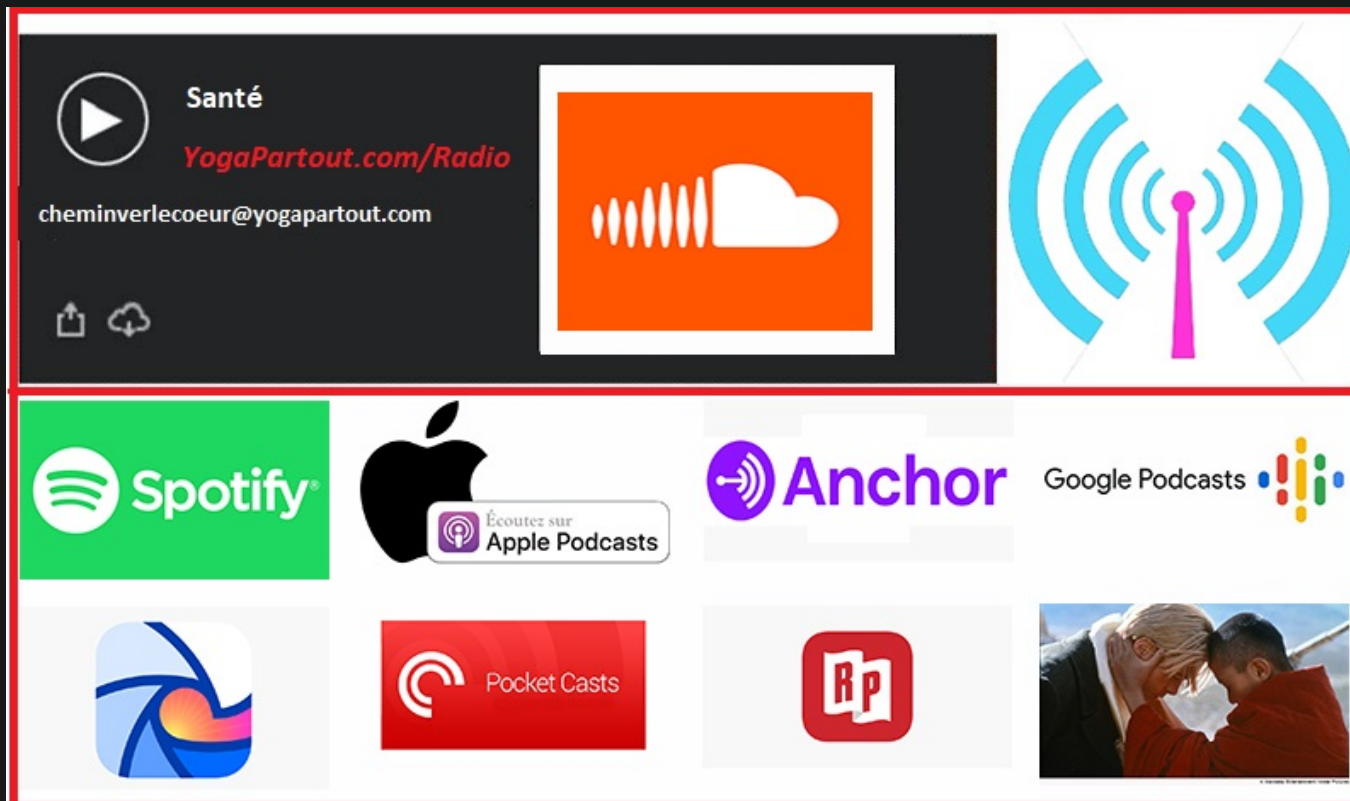 Santé
YogaPartout.com/Radio
cheminverlecoeur@yogapartout.com
Spotify®
Écoutez sur
Apple Podcasts
Anchor
Google Podcasts
Pocket Casts
RP